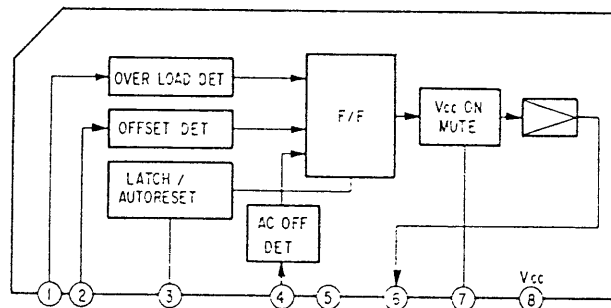 OVER LOAD DET
OFFSET DET
LATCH /
AUTORESET
AC OFF
DET
F/F
Vcc ON
MUTE
Vcc
1 2 3 4 5 6 7 8